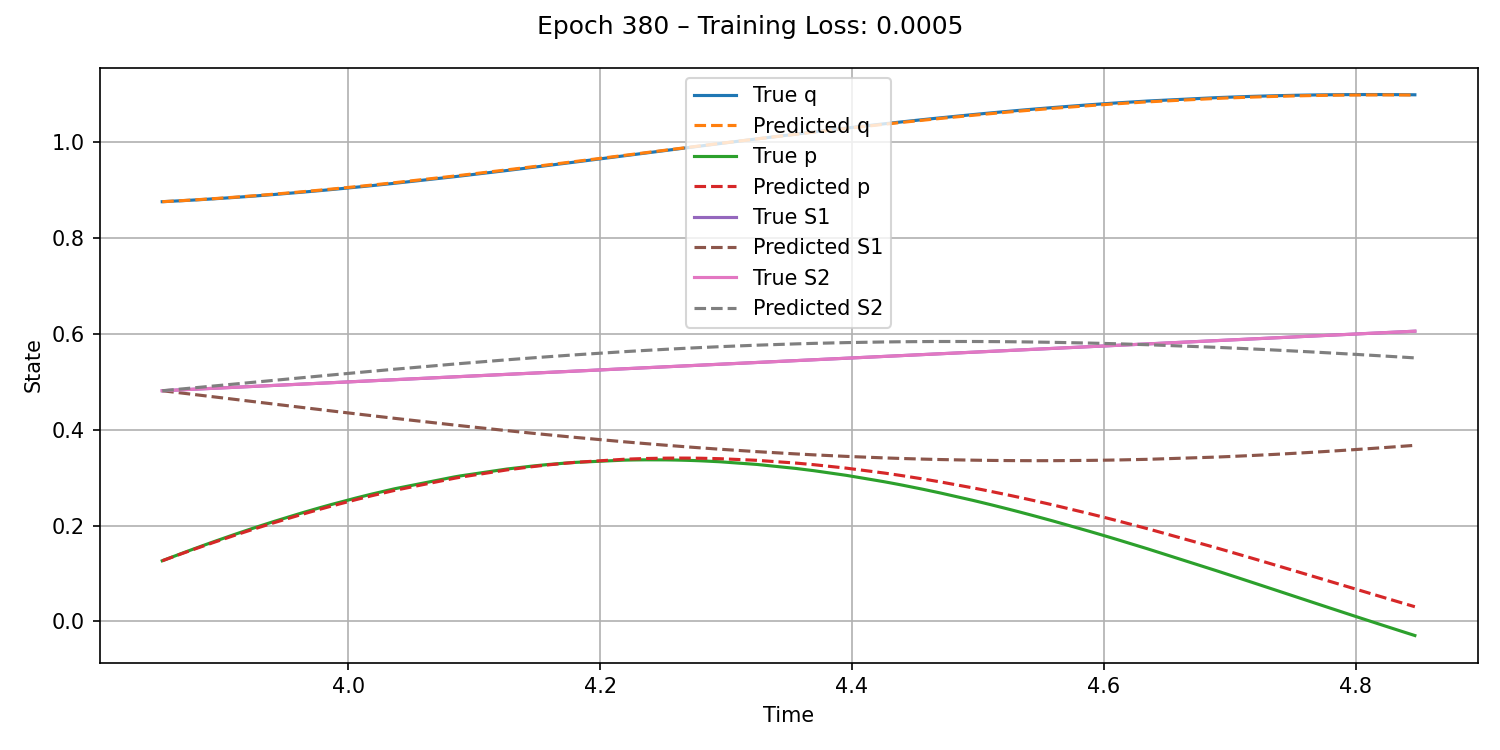 Epoch 380 – Training Loss: 0.0005
True q
Predicted q
True p
Predicted p
True S1
Predicted S1
True S2
Predicted S2
State
1.0
0.8
0.6
0.4
0.2
0.0
4.0 4.2 4.4 4.6 4.8
Time